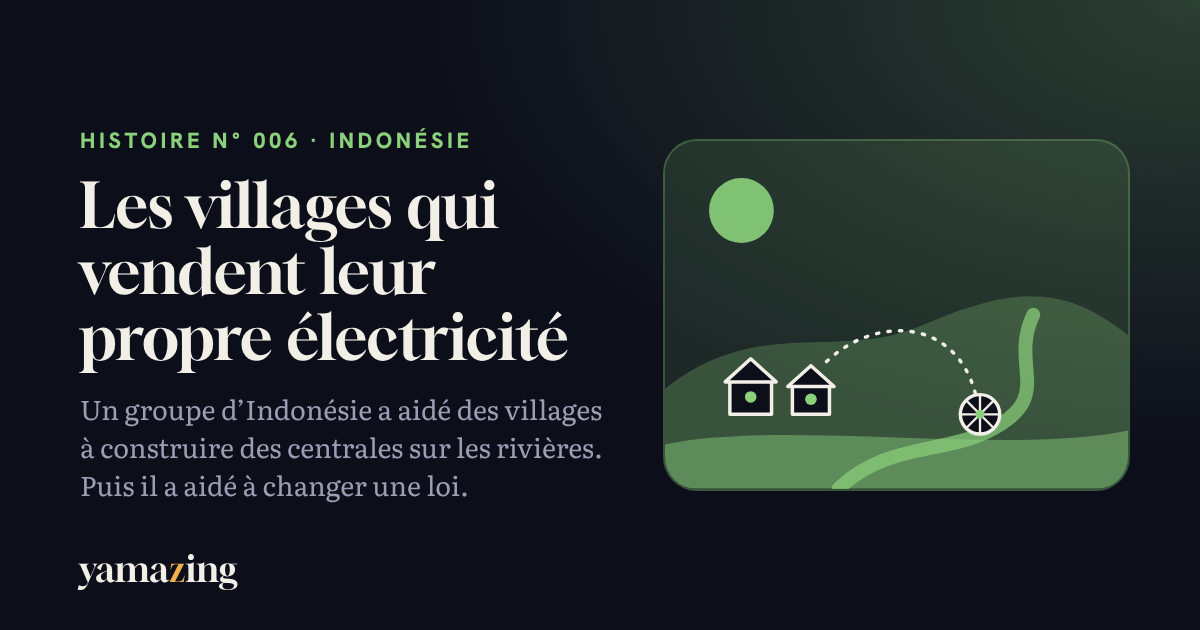 HISTOIRE N° 006 · INDONÉSIE
Les villages qui
vendent leur
propre électricité
Un groupe d’Indonésie a aidé des villages
à construire des centrales sur les rivières.
Puis il a aidé à changer une loi.
yamazing